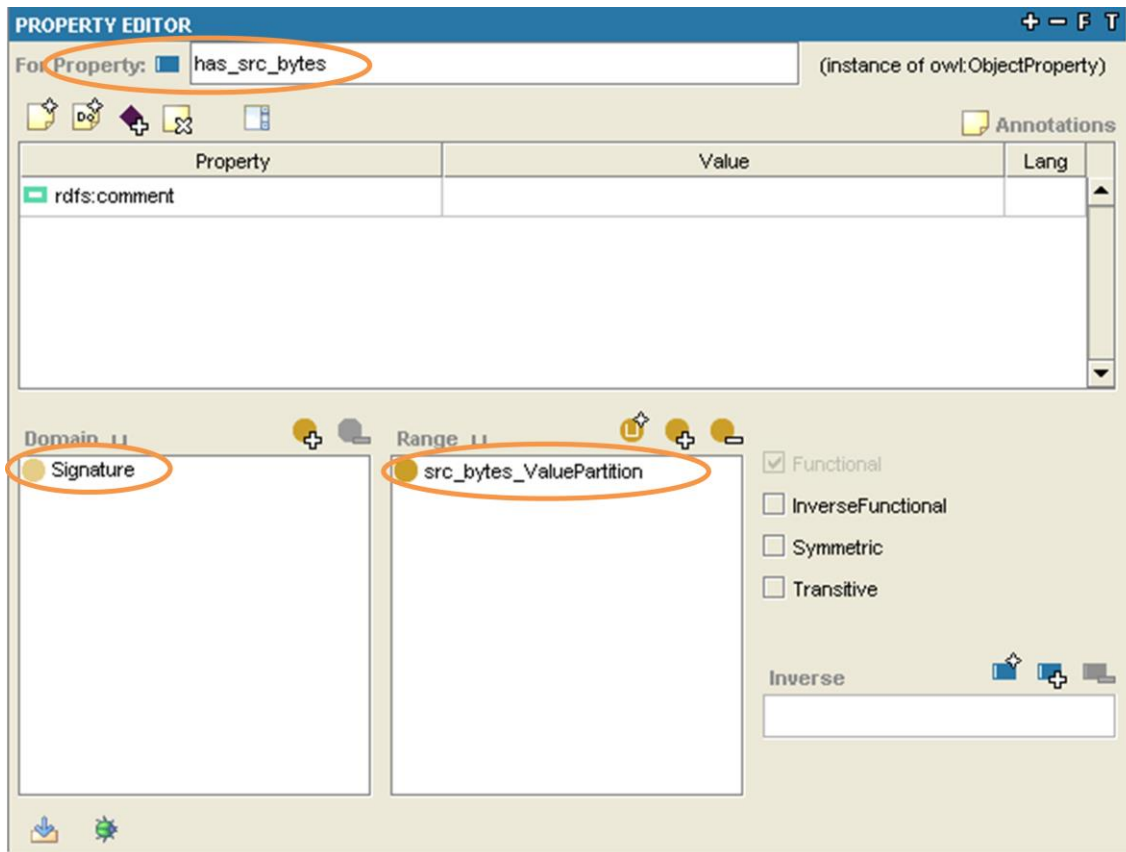 PROPERTY EDITOR
F T
For Property: has_src_bytes (instance of owl:ObjectProperty)
Annotations
Property Value Lang
rdfs:comment
Domain ⊔ Range ⊔
Signature src_bytes_ValuePartition
Functional
InverseFunctional
Symmetric
Transitive
Inverse